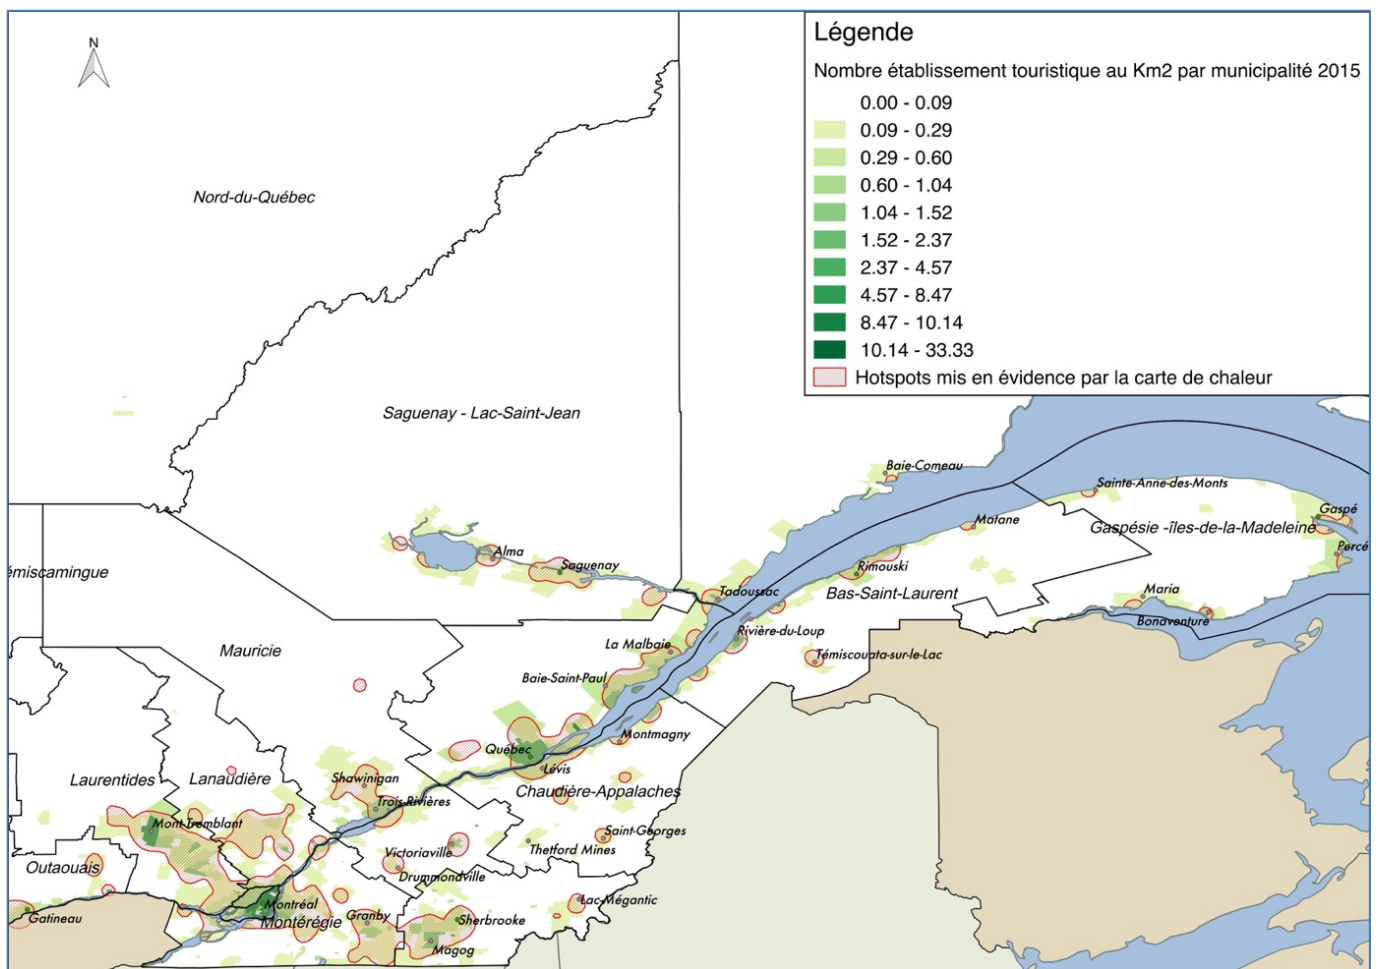 N
Légende
Nombre établissement touristique au Km2 par municipalité 2015
0.00 - 0.09
0.09 - 0.29
0.29 - 0.60
0.60 - 1.04
1.04 - 1.52
1.52 - 2.37
2.37 - 4.57
4.57 - 8.47
8.47 - 10.14
10.14 - 33.33
Hotspots mis en évidence par la carte de chaleur
Nord-du-Québec
Saguenay - Lac-Saint-Jean
Baie-Comeau
Sainte-Anne-des-Monts
Gaspé
Matane
Gaspésie -îles-de-la-Madeleine
Percé
Alma
Saguenay
Rimouski
émiscamingue
Tadoussac
Bas-Saint-Laurent
Maria
Bonaventure
Rivière-du-Loup
La Malbaie
Mauricie
Témiscouata-sur-le-Lac
Baie-Saint-Paul
Montmagny
Québec
Lévis
Laurentides
Lanaudière
Shawinigan
Chaudière-Appalaches
Trois-Rivières
Mont-Tremblant
Saint-Georges
Victoriaville
Thetford Mines
Outaouais
Drummondville
Montréal
Lac-Mégantic
Gatineau
Granby
Sherbrooke
Montérégie
Magog